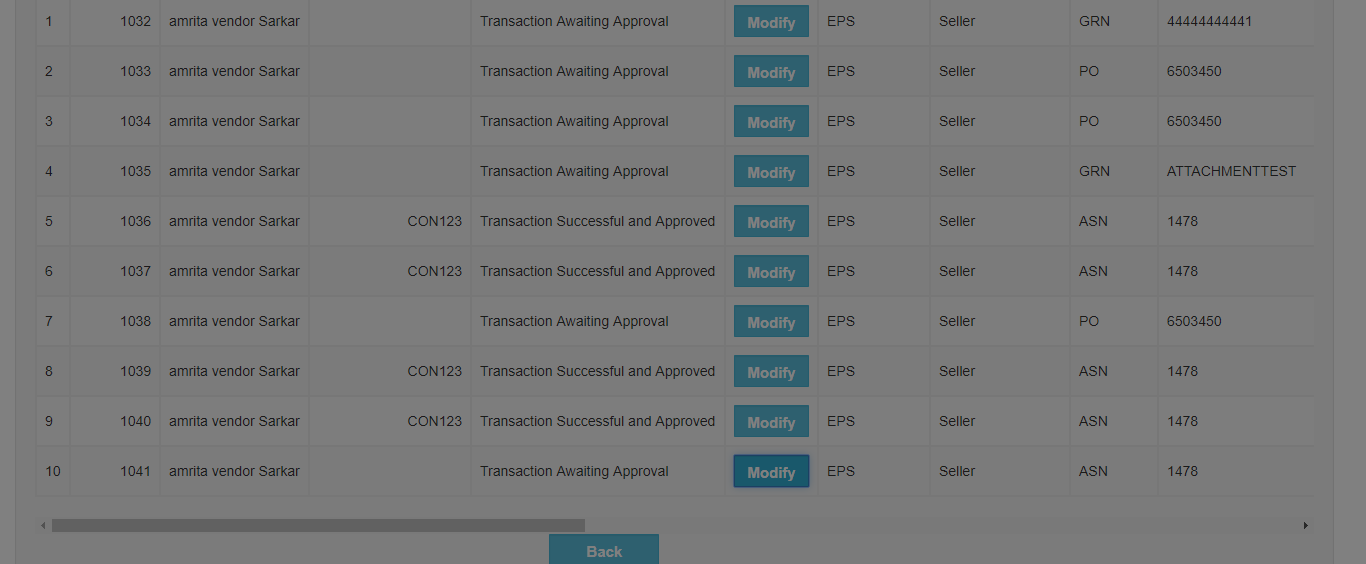 1 1032 amrita vendor Sarkar Transaction Awaiting Approval Modify EPS Seller GRN 44444444441
2 1033 amrita vendor Sarkar Transaction Awaiting Approval Modify EPS Seller PO 6503450
3 1034 amrita vendor Sarkar Transaction Awaiting Approval Modify EPS Seller PO 6503450
4 1035 amrita vendor Sarkar Transaction Awaiting Approval Modify EPS Seller GRN ATTACHMENTTEST
5 1036 amrita vendor Sarkar CON123 Transaction Successful and Approved Modify EPS Seller ASN 1478
6 1037 amrita vendor Sarkar CON123 Transaction Successful and Approved Modify EPS Seller ASN 1478
7 1038 amrita vendor Sarkar Transaction Awaiting Approval Modify EPS Seller PO 6503450
8 1039 amrita vendor Sarkar CON123 Transaction Successful and Approved Modify EPS Seller ASN 1478
9 1040 amrita vendor Sarkar CON123 Transaction Successful and Approved Modify EPS Seller ASN 1478
10 1041 amrita vendor Sarkar Transaction Awaiting Approval Modify EPS Seller ASN 1478
Back